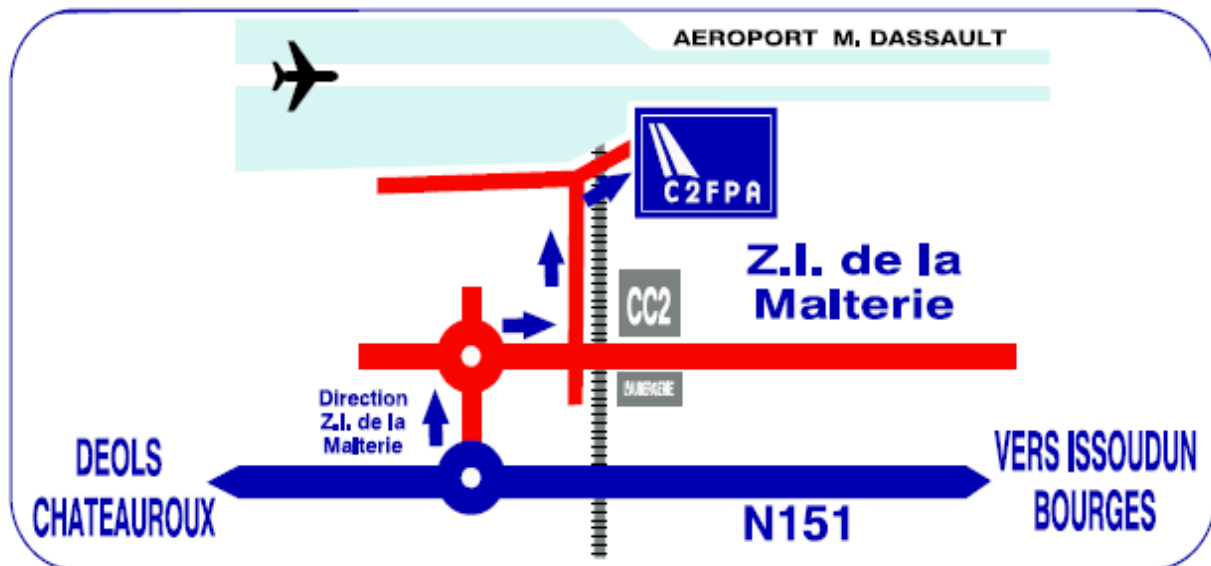 AEROPORT M. DASSAULT
C2FPA
Z.I. de la
Malterie
CC2
Direction
Z.I. de la
Malterie
DEOLS
CHATEAUROUX
VERS ISSOUDUN
BOURGES
N151